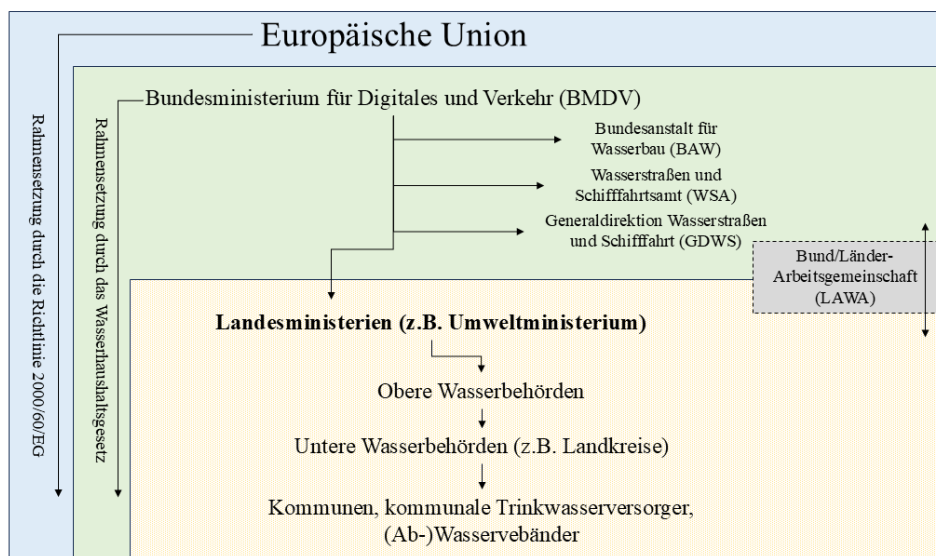 Europäische Union
Bundesministerium für Digitales und Verkehr (BMDV)
Bundesanstalt für
Wasserbau (BAW)
Wasserstraßen und
Schifffahrtsamt (WSA)
Generaldirektion Wasserstraßen
und Schifffahrt (GDWS)
Bund/Länder-
Arbeitsgemeinschaft
(LAWA)
Landesministerien (z.B. Umweltministerium)
Obere Wasserbehörden
Untere Wasserbehörden (z.B. Landkreise)
Kommunen, kommunale Trinkwasserversorger,
(Ab-)Wasservebänder
Rahmensetzung durch die Richtlinie 2000/60/EG
Rahmensetzung durch das Wasserhaushaltsgesetz